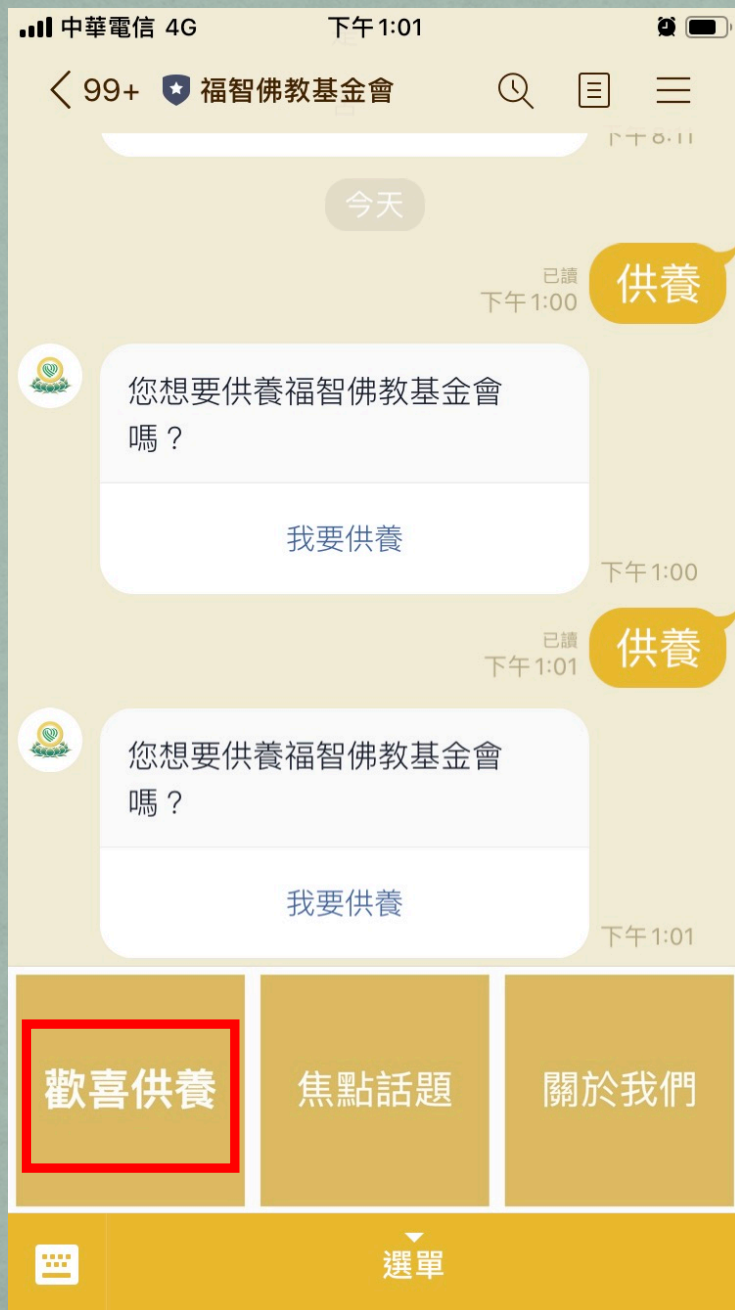 中華電信 4G 下午1:01
99+ 福智佛教基金會
下午 8:11
今天
供養
已讀
下午1:00
您想要供養福智佛教基金會
嗎？
我要供養
下午1:00
供養
已讀
下午1:01
您想要供養福智佛教基金會
嗎？
我要供養
下午1:01
歡喜供養 焦點話題 關於我們
選單